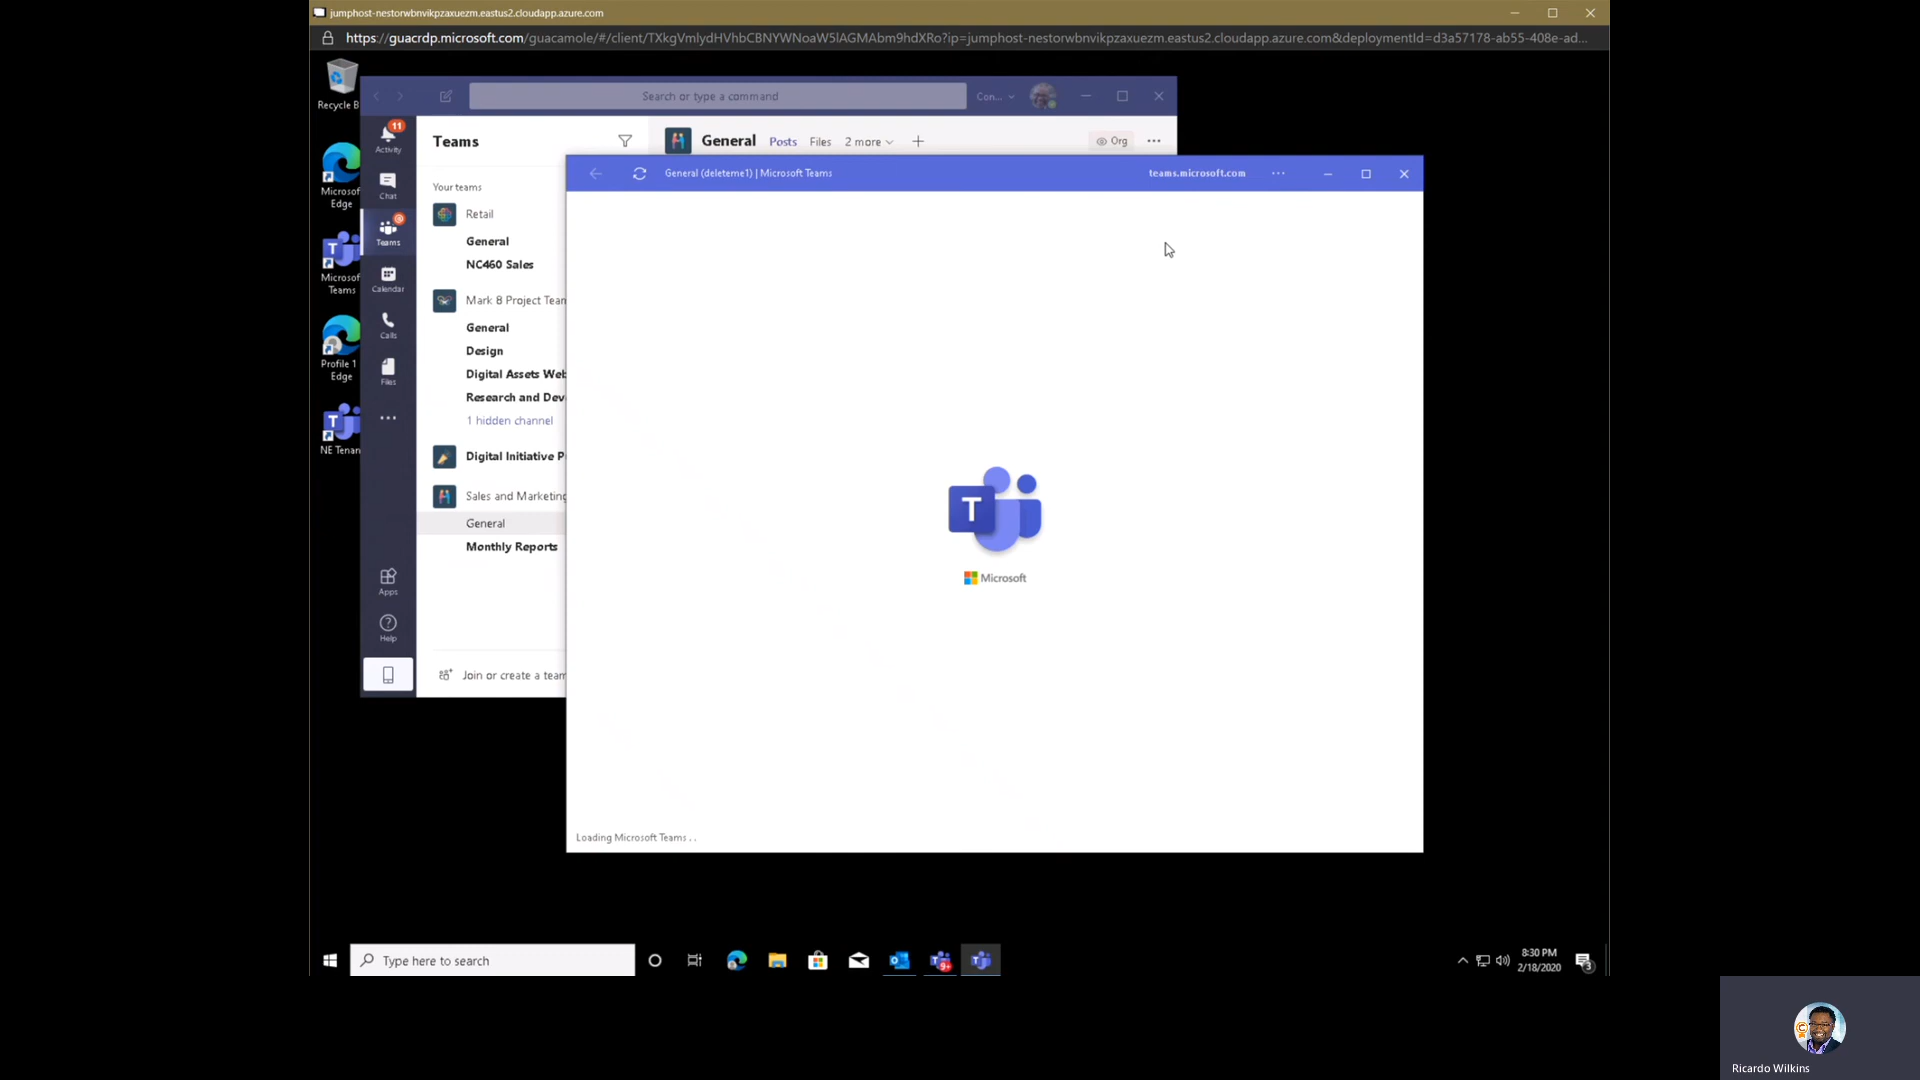 jumphost-nestorwbnvikpzaxuezm.eastus2.cloudapp.azure.com
https://guacrdp.microsoft.com/guacamole/#/client/TXkgVmlydHVhbCBNYWNoaW5lAGMAbm9hdXRo?ip=jumphost-nestorwbnvikpzaxuezm.eastus2.cloudapp.azure.com&deploymentId=d3a57178-ab55-408e-ad...
Recycle B
Search or type a command
Con...
11
Activity
Teams
General
Posts
Files
2 more
Org
Microsof
Edge
Chat
General (deleteme1) | Microsoft Teams
teams.microsoft.com
Your teams
Retail
Teams
General
NC460 Sales
Microsof
Teams
Calendar
Mark 8 Project Team
General
Calls
Design
Profile 1
Edge
Files
Digital Assets Web
Research and Dev
1 hidden channel
NE Tenan
Digital Initiative P
Sales and Marketing
T
General
Monthly Reports
Microsoft
Apps
Help
Join or create a team
Loading Microsoft Teams . .
Type here to search
9+
8:30 PM
2/18/2020
3
Ricardo Wilkins